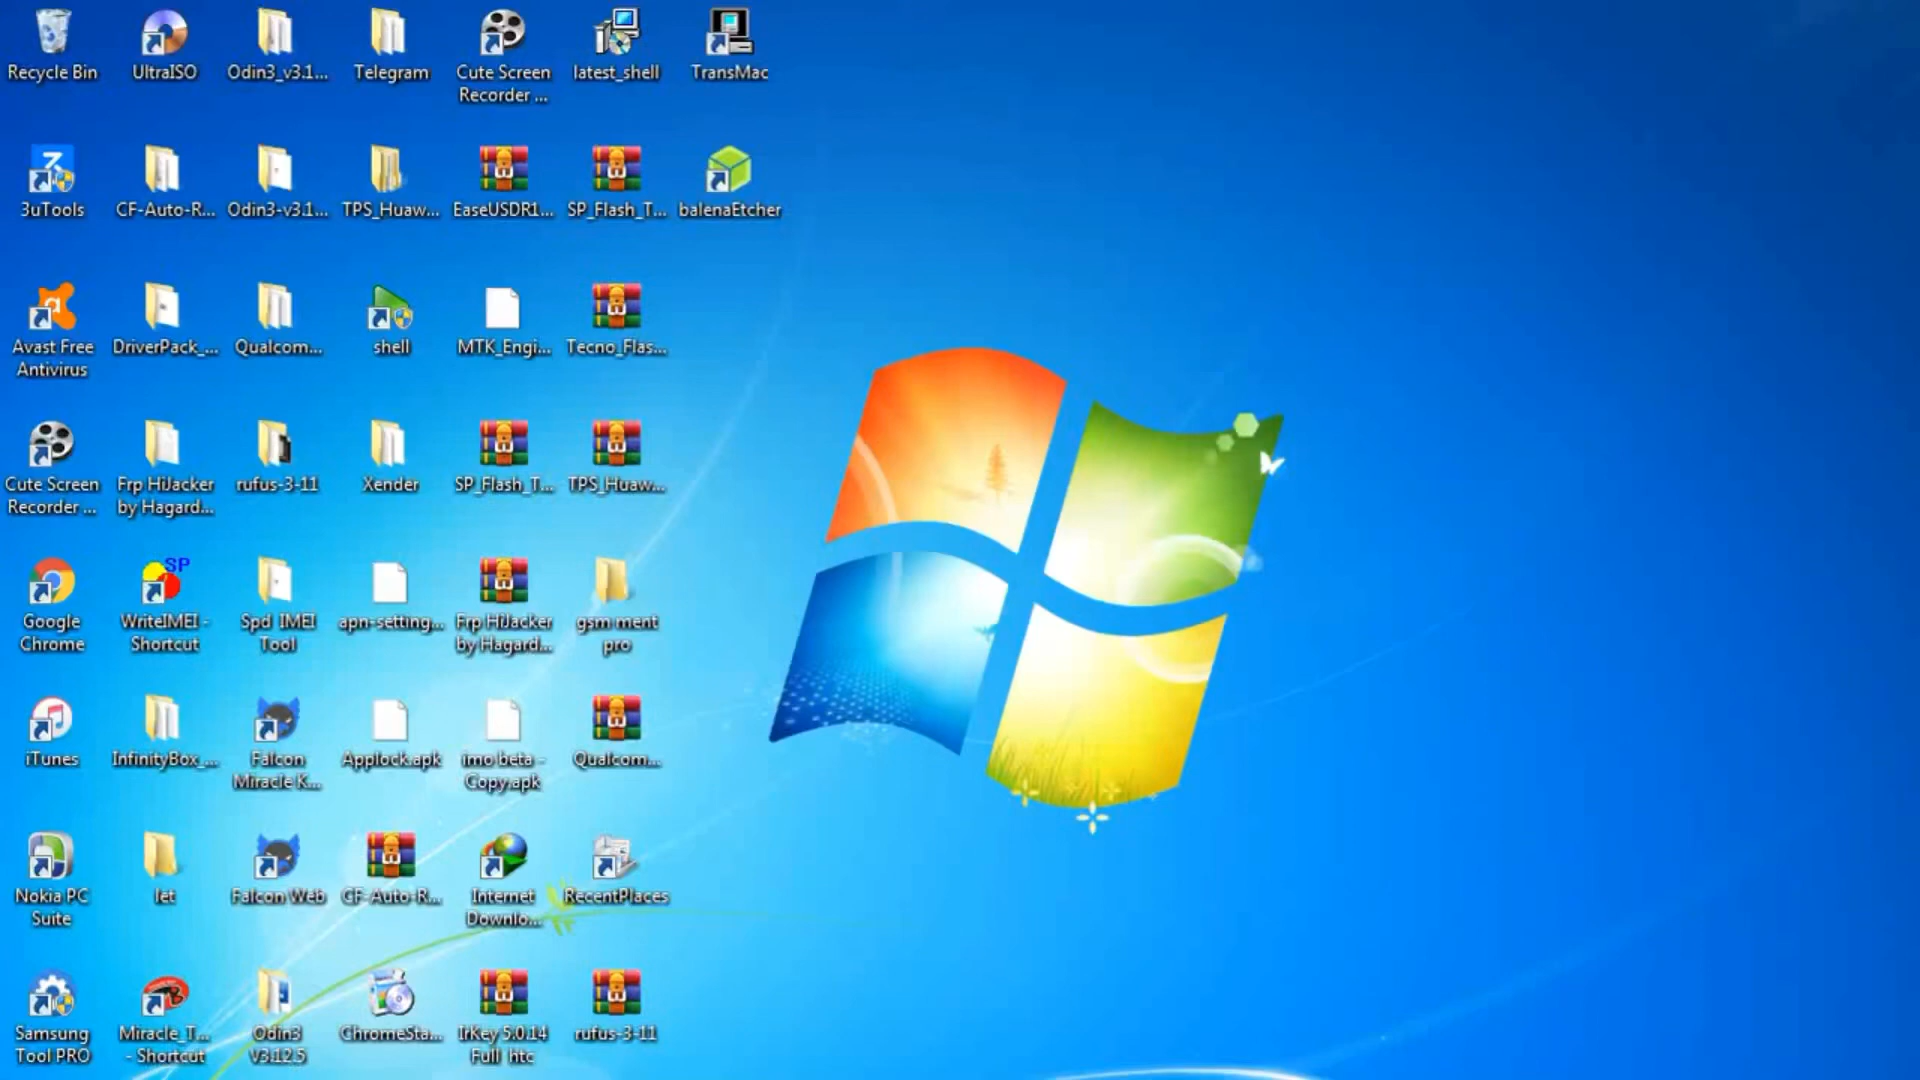 Recycle Bin
UltraISO
Odin3_v3.1...
Telegram
Cute Screen
Recorder ...
latest_shell
TransMac
3uTools
CF-Auto-R...
Odin3-v3.1...
TPS_Huaw...
EaseUSDR1...
SP_Flash_T...
balenaEtcher
Avast Free
Antivirus
DriverPack_...
Qualcom...
shell
MTK_Engi...
Tecno_Flas...
Cute Screen
Recorder ...
Frp HiJacker
by Hagard...
rufus-3-11
Xender
SP_Flash_T...
TPS_Huaw...
Google
Chrome
SP
WriteIMEI -
Shortcut
Spd IMEI
Tool
apn-setting...
Frp HiJacker
by Hagard...
gsm ment
pro
iTunes
InfinityBox_...
Falcon
Miracle K...
Applock.apk
imo beta -
Copy.apk
Qualcom...
Nokia PC
Suite
let
Falcon Web
CF-Auto-R...
Internet
Downlo...
RecentPlaces
Samsung
Tool PRO
Miracle_T...
- Shortcut
Odin3
V3.12.5
ChromeSta...
IrKey 5.0.14
Full htc
rufus-3-11